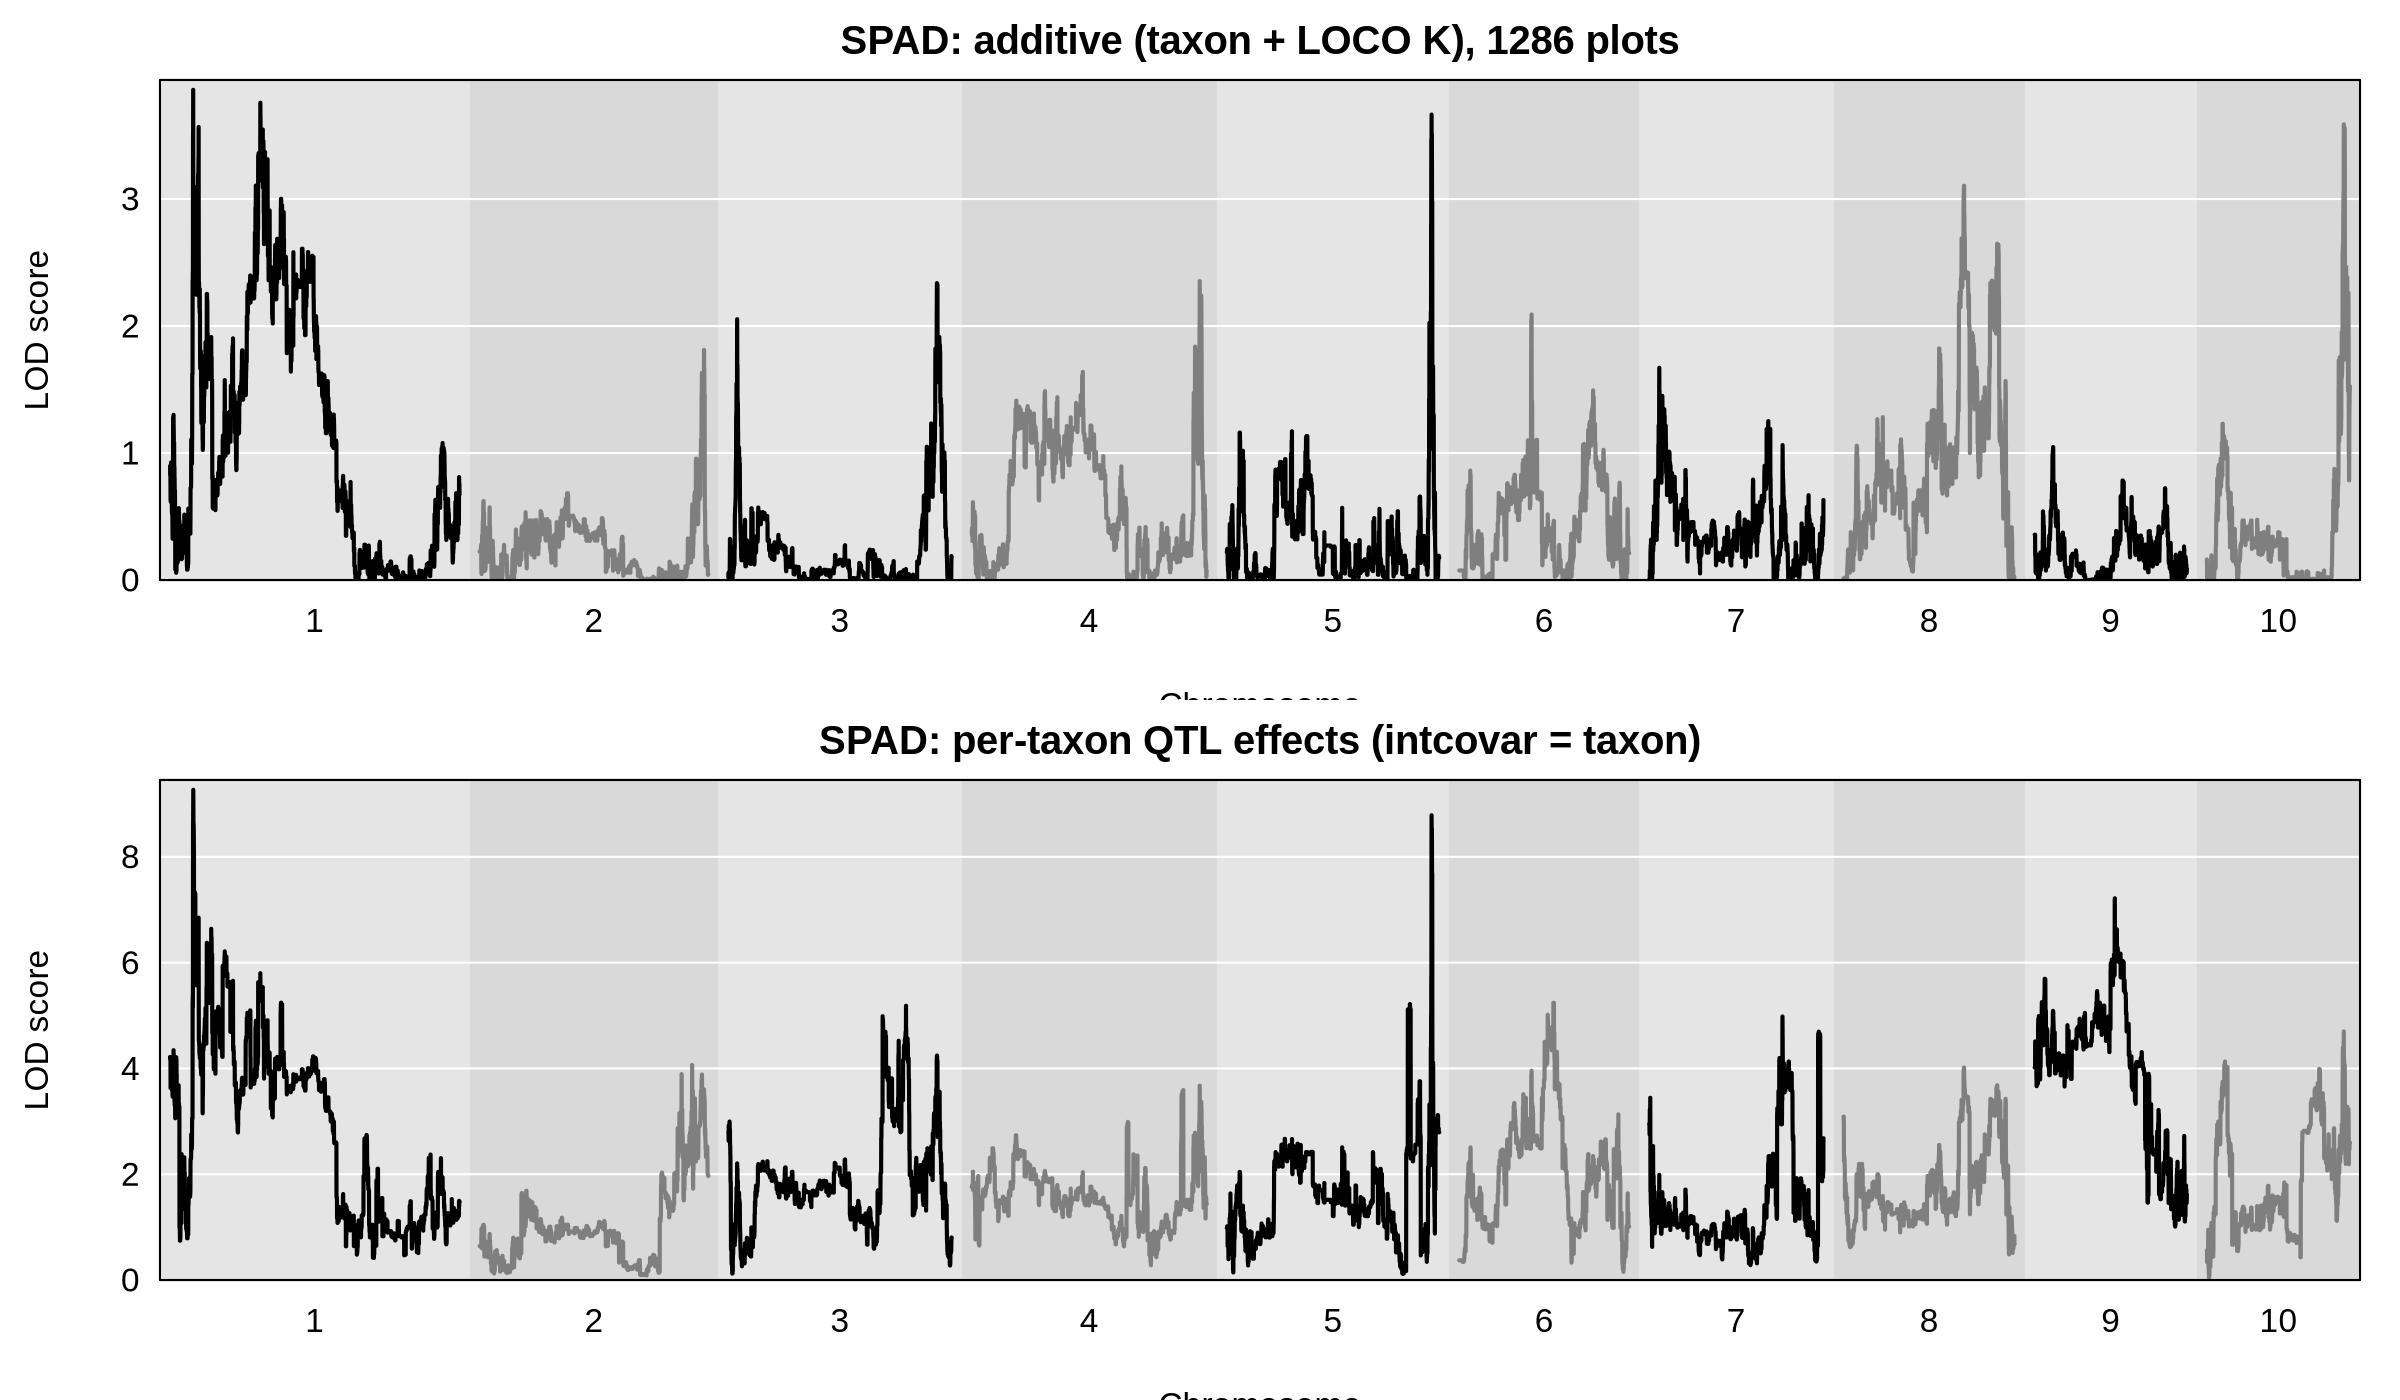 SPAD: additive (taxon + LOCO K), 1286 plots
LOD score
3
2
1
0
1 2 3 4 5 6 7 8 9 10
Chromosome
SPAD: per-taxon QTL effects (intcovar = taxon)
LOD score
8
6
4
2
0
1 2 3 4 5 6 7 8 9 10
Chromosome